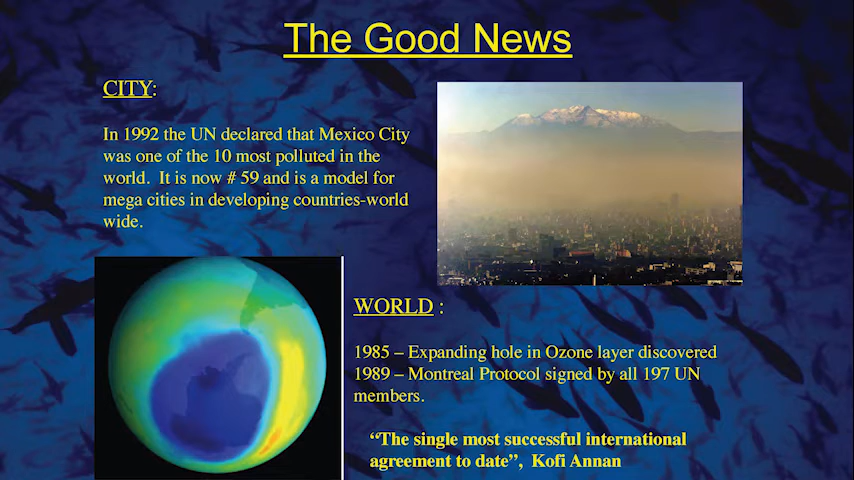 The Good News
CITY:
In 1992 the UN declared that Mexico City
was one of the 10 most polluted in the
world. It is now # 59 and is a model for
mega cities in developing countries-world
wide.
WORLD :
1985 – Expanding hole in Ozone layer discovered
1989 – Montreal Protocol signed by all 197 UN
members.
“The single most successful international
agreement to date”, Kofi Annan